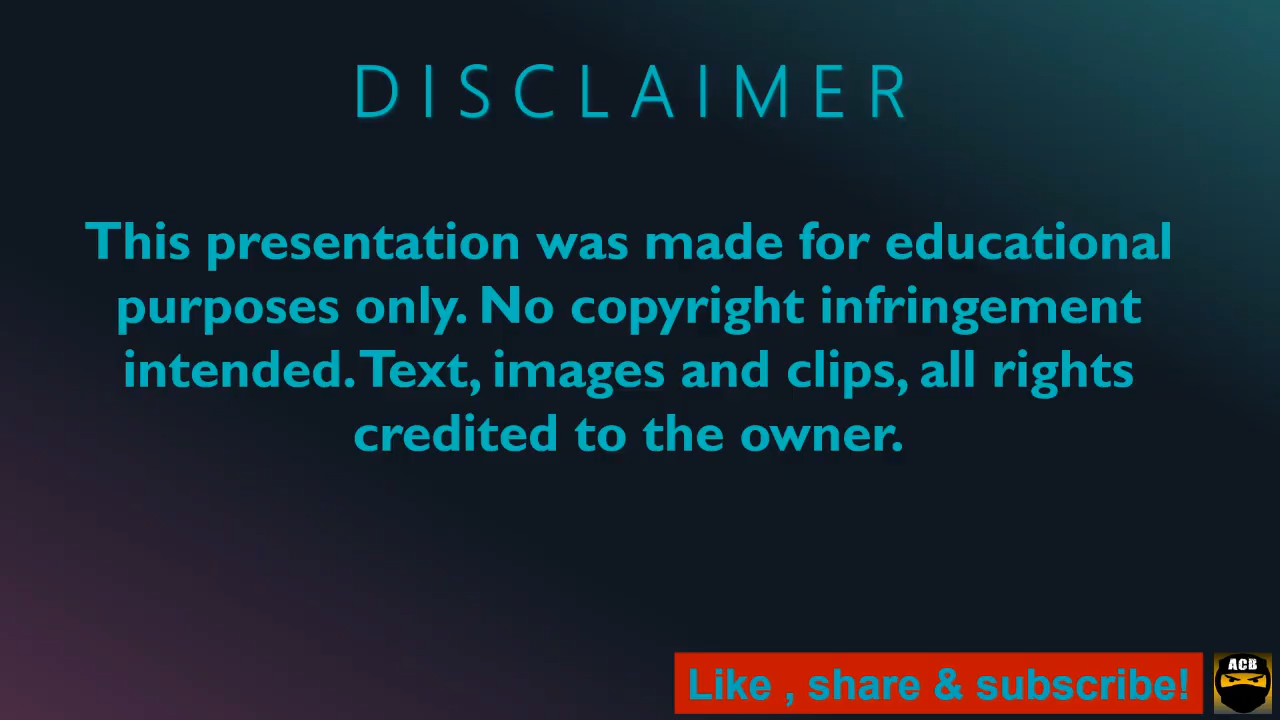 DISCLAIMER
This presentation was made for educational
purposes only. No copyright infringement
intended. Text, images and clips, all rights
credited to the owner.
Like , share & subscribe!
ACB